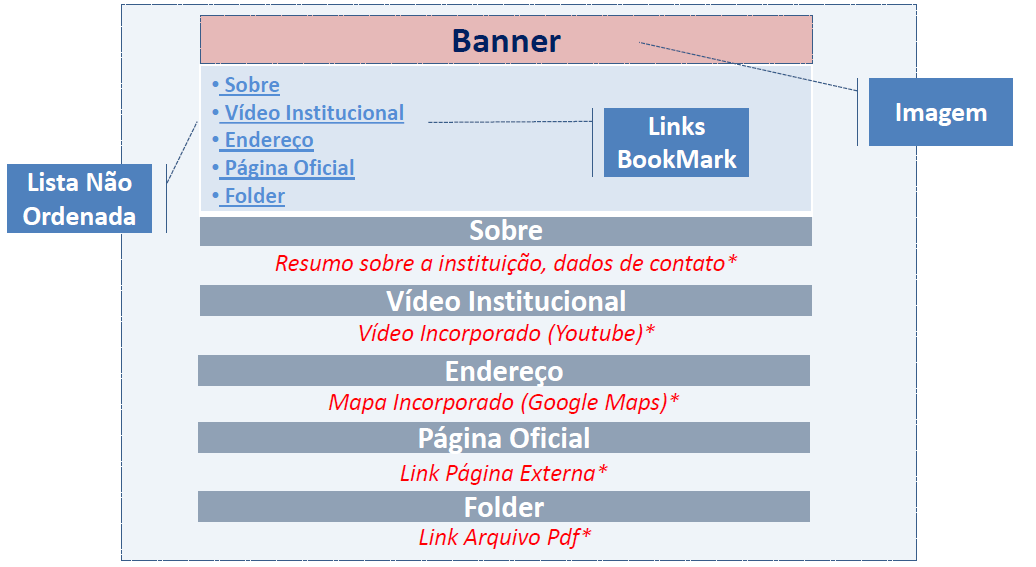 Banner
• Sobre
• Vídeo Institucional
• Endereço
• Página Oficial
• Folder
Links
BookMark
Imagem
Lista Não
Ordenada
Sobre
Resumo sobre a instituição, dados de contato*
Vídeo Institucional
Vídeo Incorporado (Youtube)*
Endereço
Mapa Incorporado (Google Maps)*
Página Oficial
Link Página Externa*
Folder
Link Arquivo Pdf*